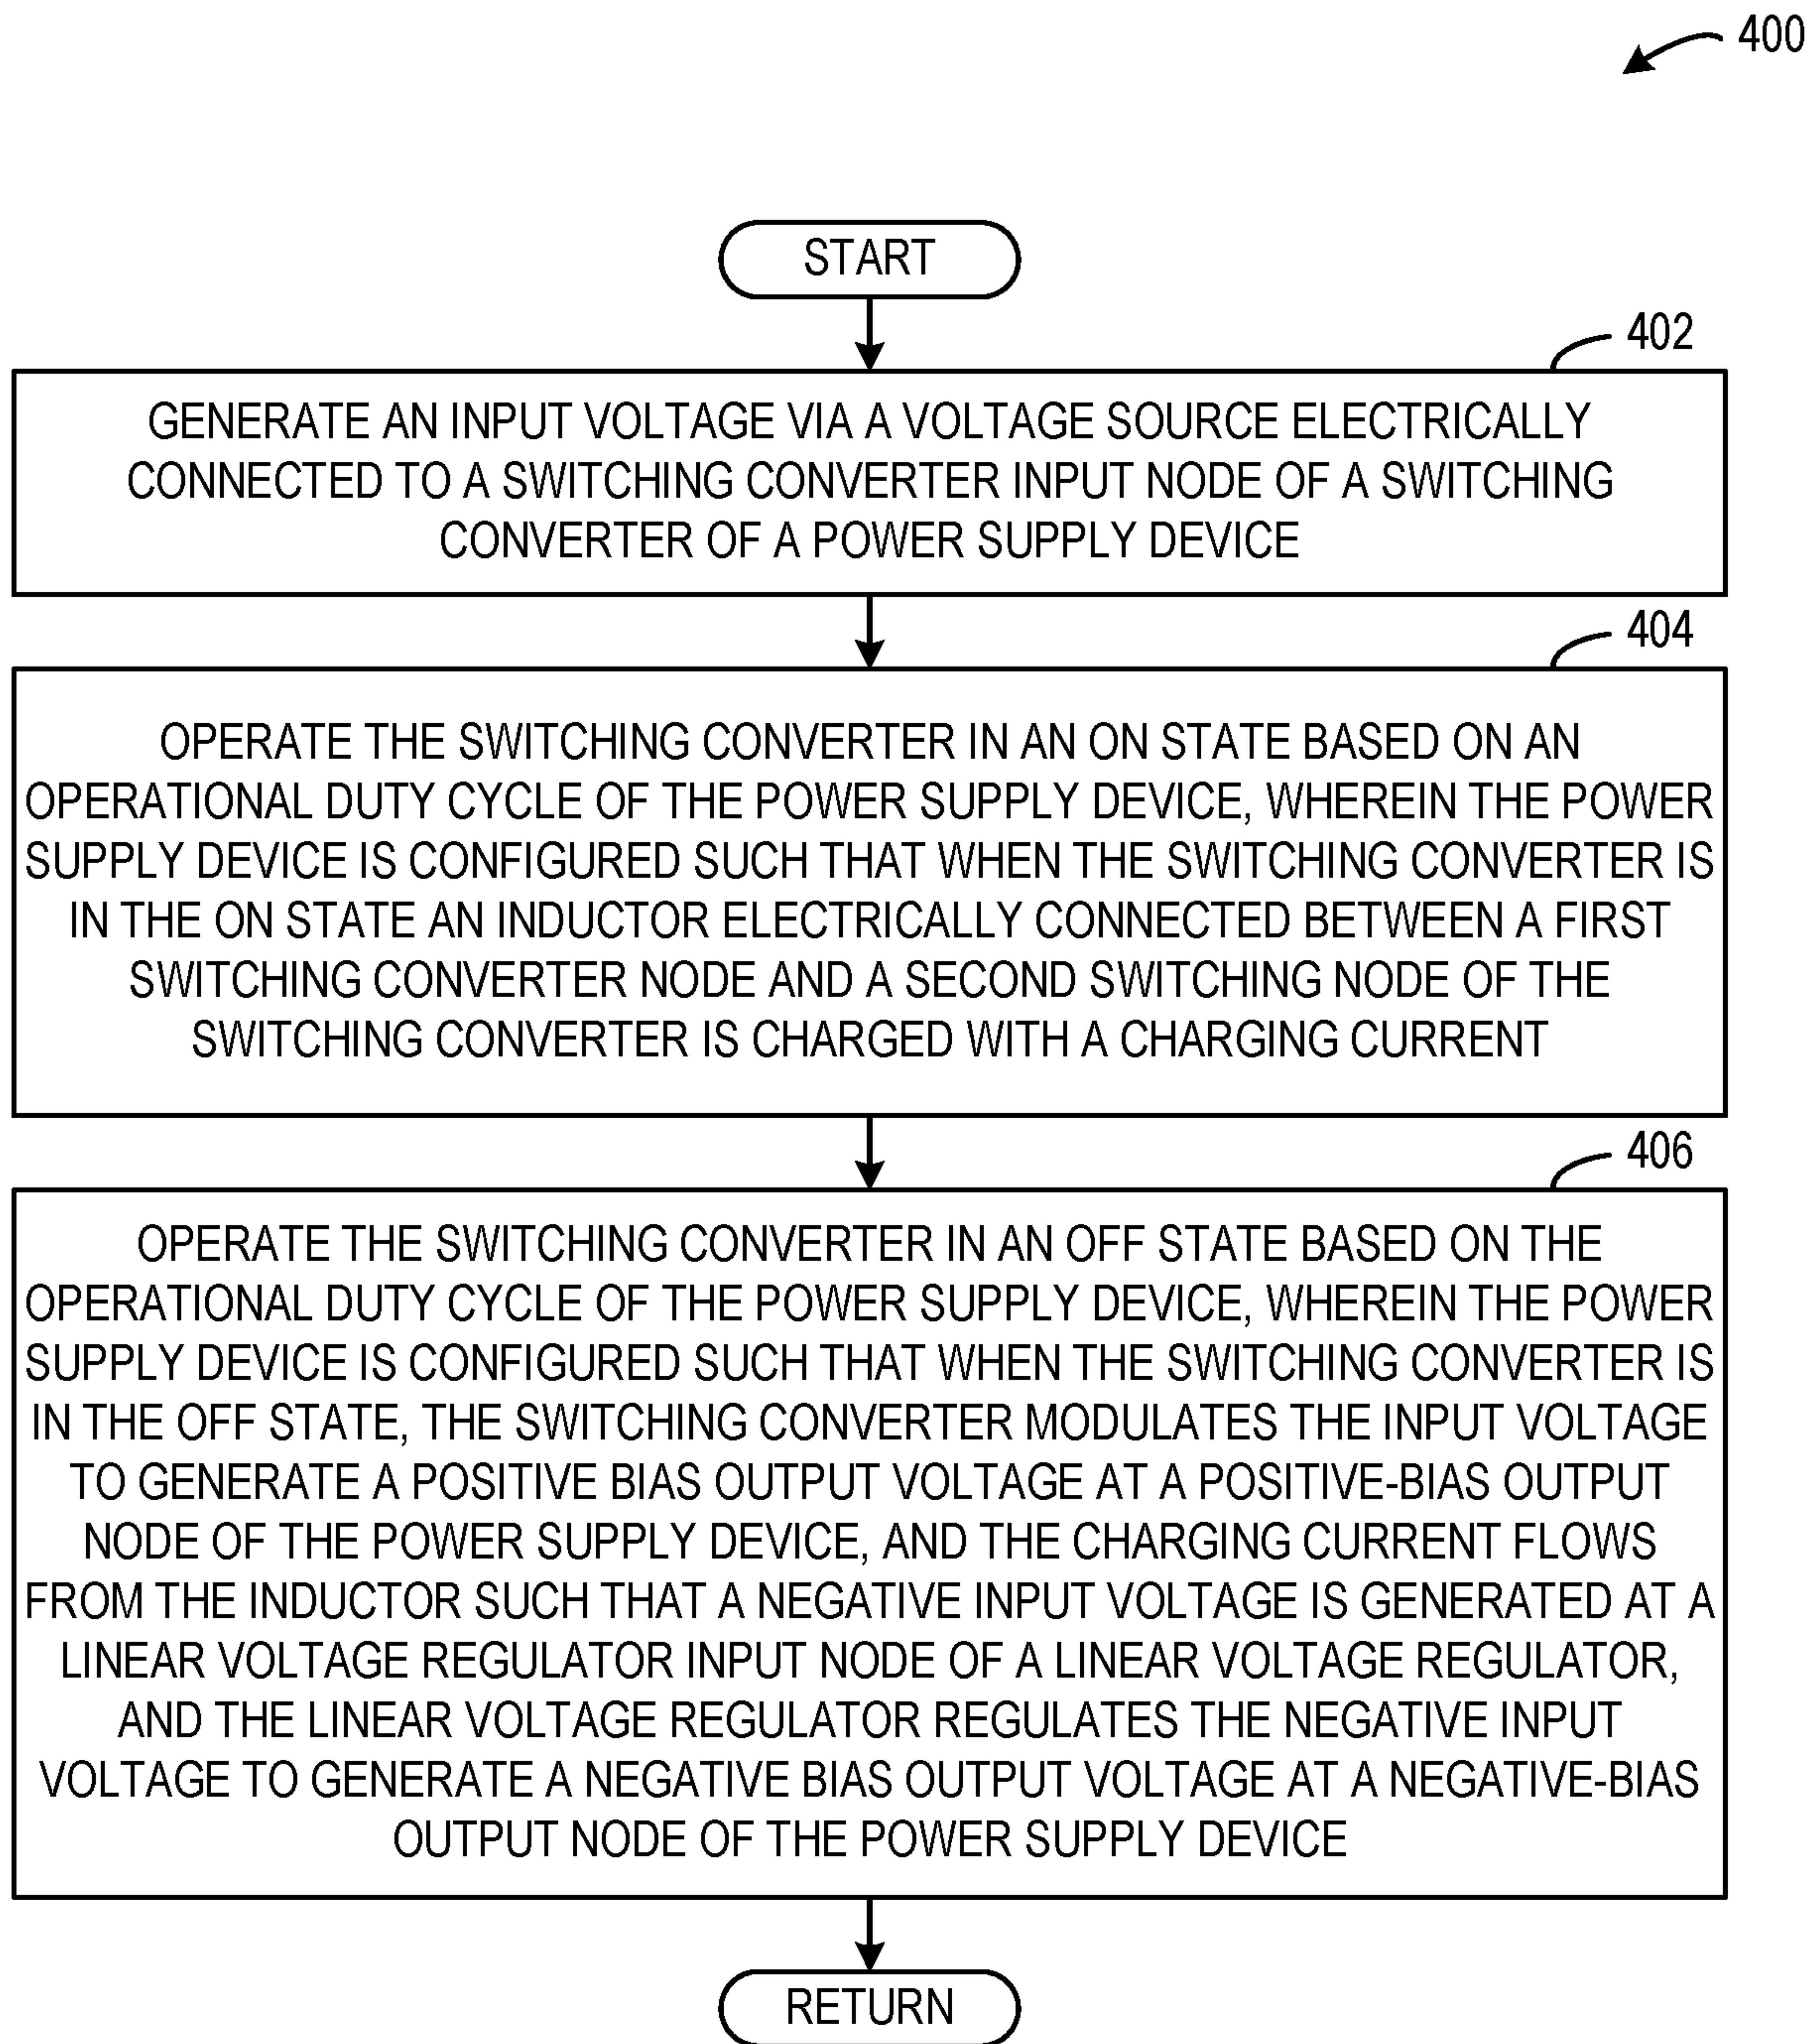 400
START
402
GENERATE AN INPUT VOLTAGE VIA A VOLTAGE SOURCE ELECTRICALLY
CONNECTED TO A SWITCHING CONVERTER INPUT NODE OF A SWITCHING
CONVERTER OF A POWER SUPPLY DEVICE
404
OPERATE THE SWITCHING CONVERTER IN AN ON STATE BASED ON AN
OPERATIONAL DUTY CYCLE OF THE POWER SUPPLY DEVICE, WHEREIN THE POWER
SUPPLY DEVICE IS CONFIGURED SUCH THAT WHEN THE SWITCHING CONVERTER IS
IN THE ON STATE AN INDUCTOR ELECTRICALLY CONNECTED BETWEEN A FIRST
SWITCHING CONVERTER NODE AND A SECOND SWITCHING NODE OF THE
SWITCHING CONVERTER IS CHARGED WITH A CHARGING CURRENT
406
OPERATE THE SWITCHING CONVERTER IN AN OFF STATE BASED ON THE
OPERATIONAL DUTY CYCLE OF THE POWER SUPPLY DEVICE, WHEREIN THE POWER
SUPPLY DEVICE IS CONFIGURED SUCH THAT WHEN THE SWITCHING CONVERTER IS
IN THE OFF STATE, THE SWITCHING CONVERTER MODULATES THE INPUT VOLTAGE
TO GENERATE A POSITIVE BIAS OUTPUT VOLTAGE AT A POSITIVE-BIAS OUTPUT
NODE OF THE POWER SUPPLY DEVICE, AND THE CHARGING CURRENT FLOWS
FROM THE INDUCTOR SUCH THAT A NEGATIVE INPUT VOLTAGE IS GENERATED AT A
LINEAR VOLTAGE REGULATOR INPUT NODE OF A LINEAR VOLTAGE REGULATOR,
AND THE LINEAR VOLTAGE REGULATOR REGULATES THE NEGATIVE INPUT
VOLTAGE TO GENERATE A NEGATIVE BIAS OUTPUT VOLTAGE AT A NEGATIVE-BIAS
OUTPUT NODE OF THE POWER SUPPLY DEVICE
RETURN